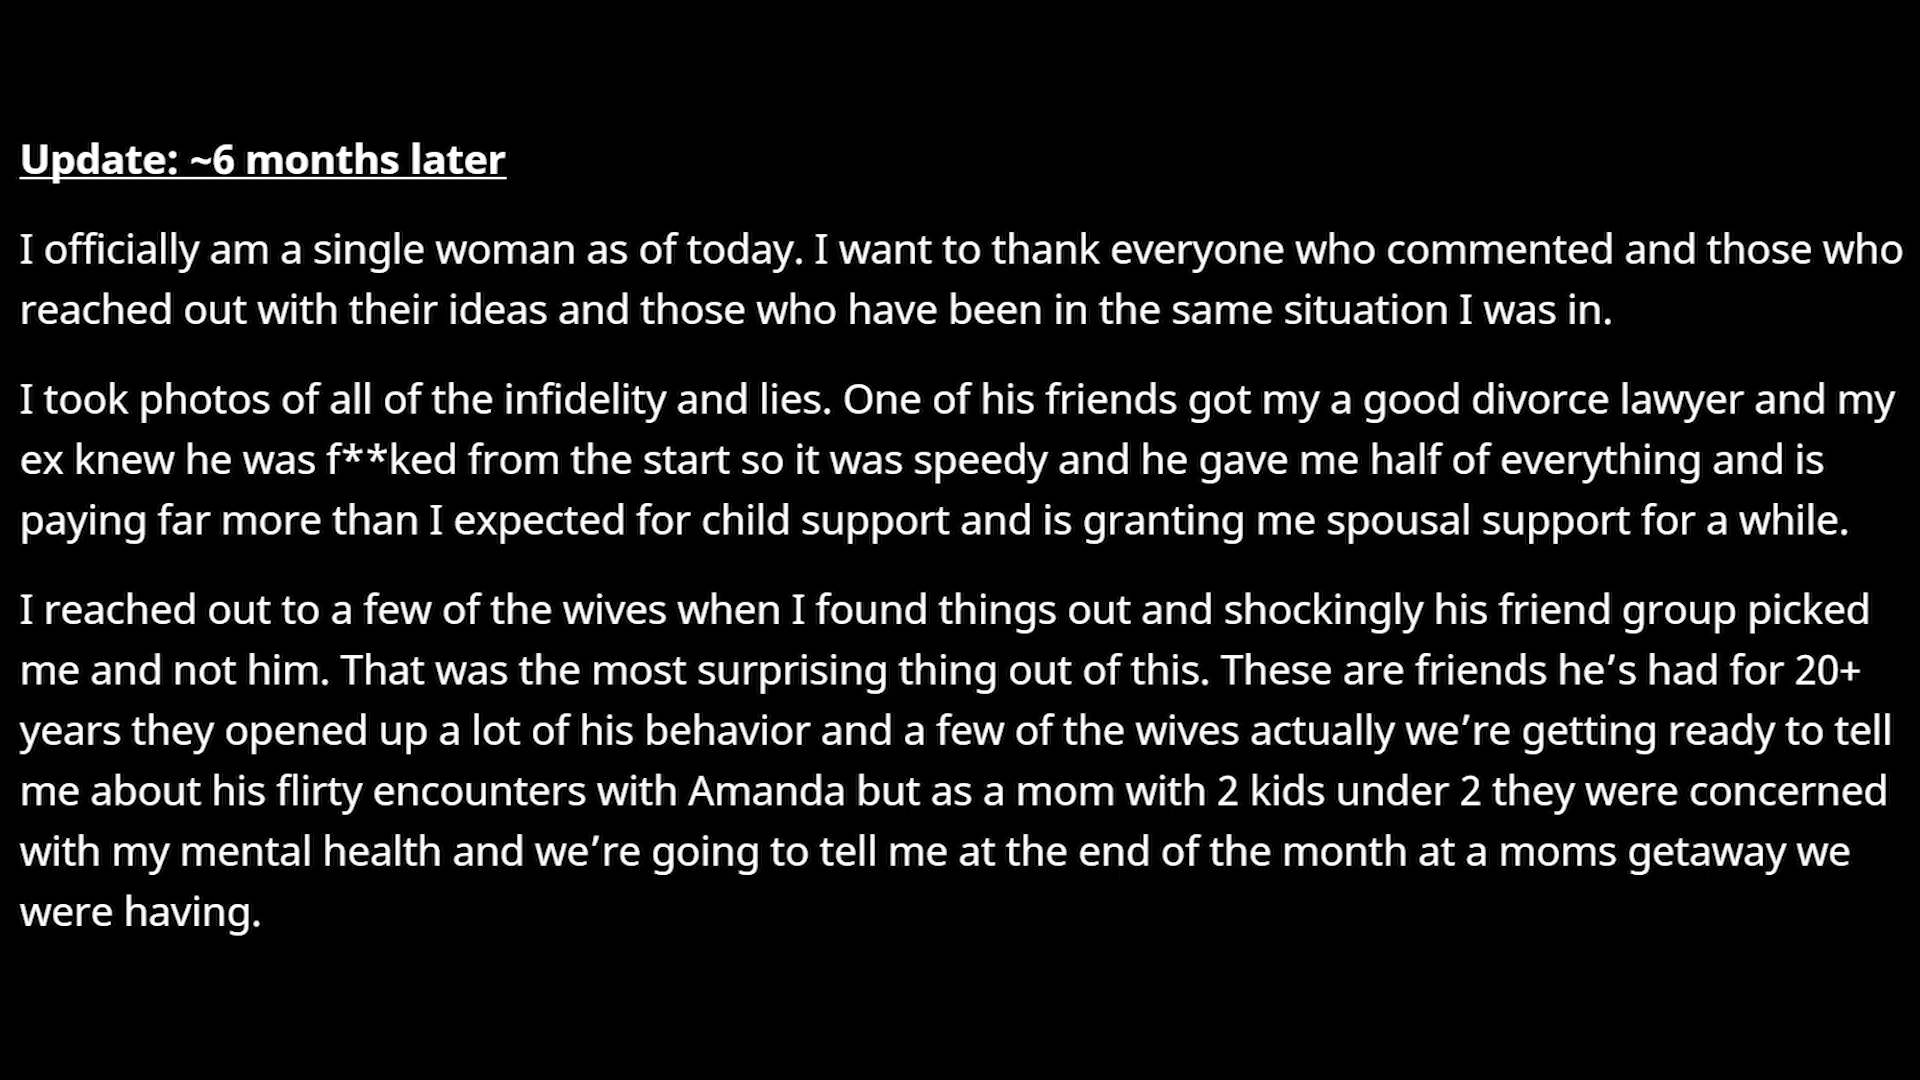 Update: ~6 months later
I officially am a single woman as of today. I want to thank everyone who commented and those who
reached out with their ideas and those who have been in the same situation I was in.
I took photos of all of the infidelity and lies. One of his friends got my a good divorce lawyer and my
ex knew he was f**ked from the start so it was speedy and he gave me half of everything and is
paying far more than I expected for child support and is granting me spousal support for a while.
I reached out to a few of the wives when I found things out and shockingly his friend group picked
me and not him. That was the most surprising thing out of this. These are friends he’s had for 20+
years they opened up a lot of his behavior and a few of the wives actually we’re getting ready to tell
me about his flirty encounters with Amanda but as a mom with 2 kids under 2 they were concerned
with my mental health and we’re going to tell me at the end of the month at a moms getaway we
were having.